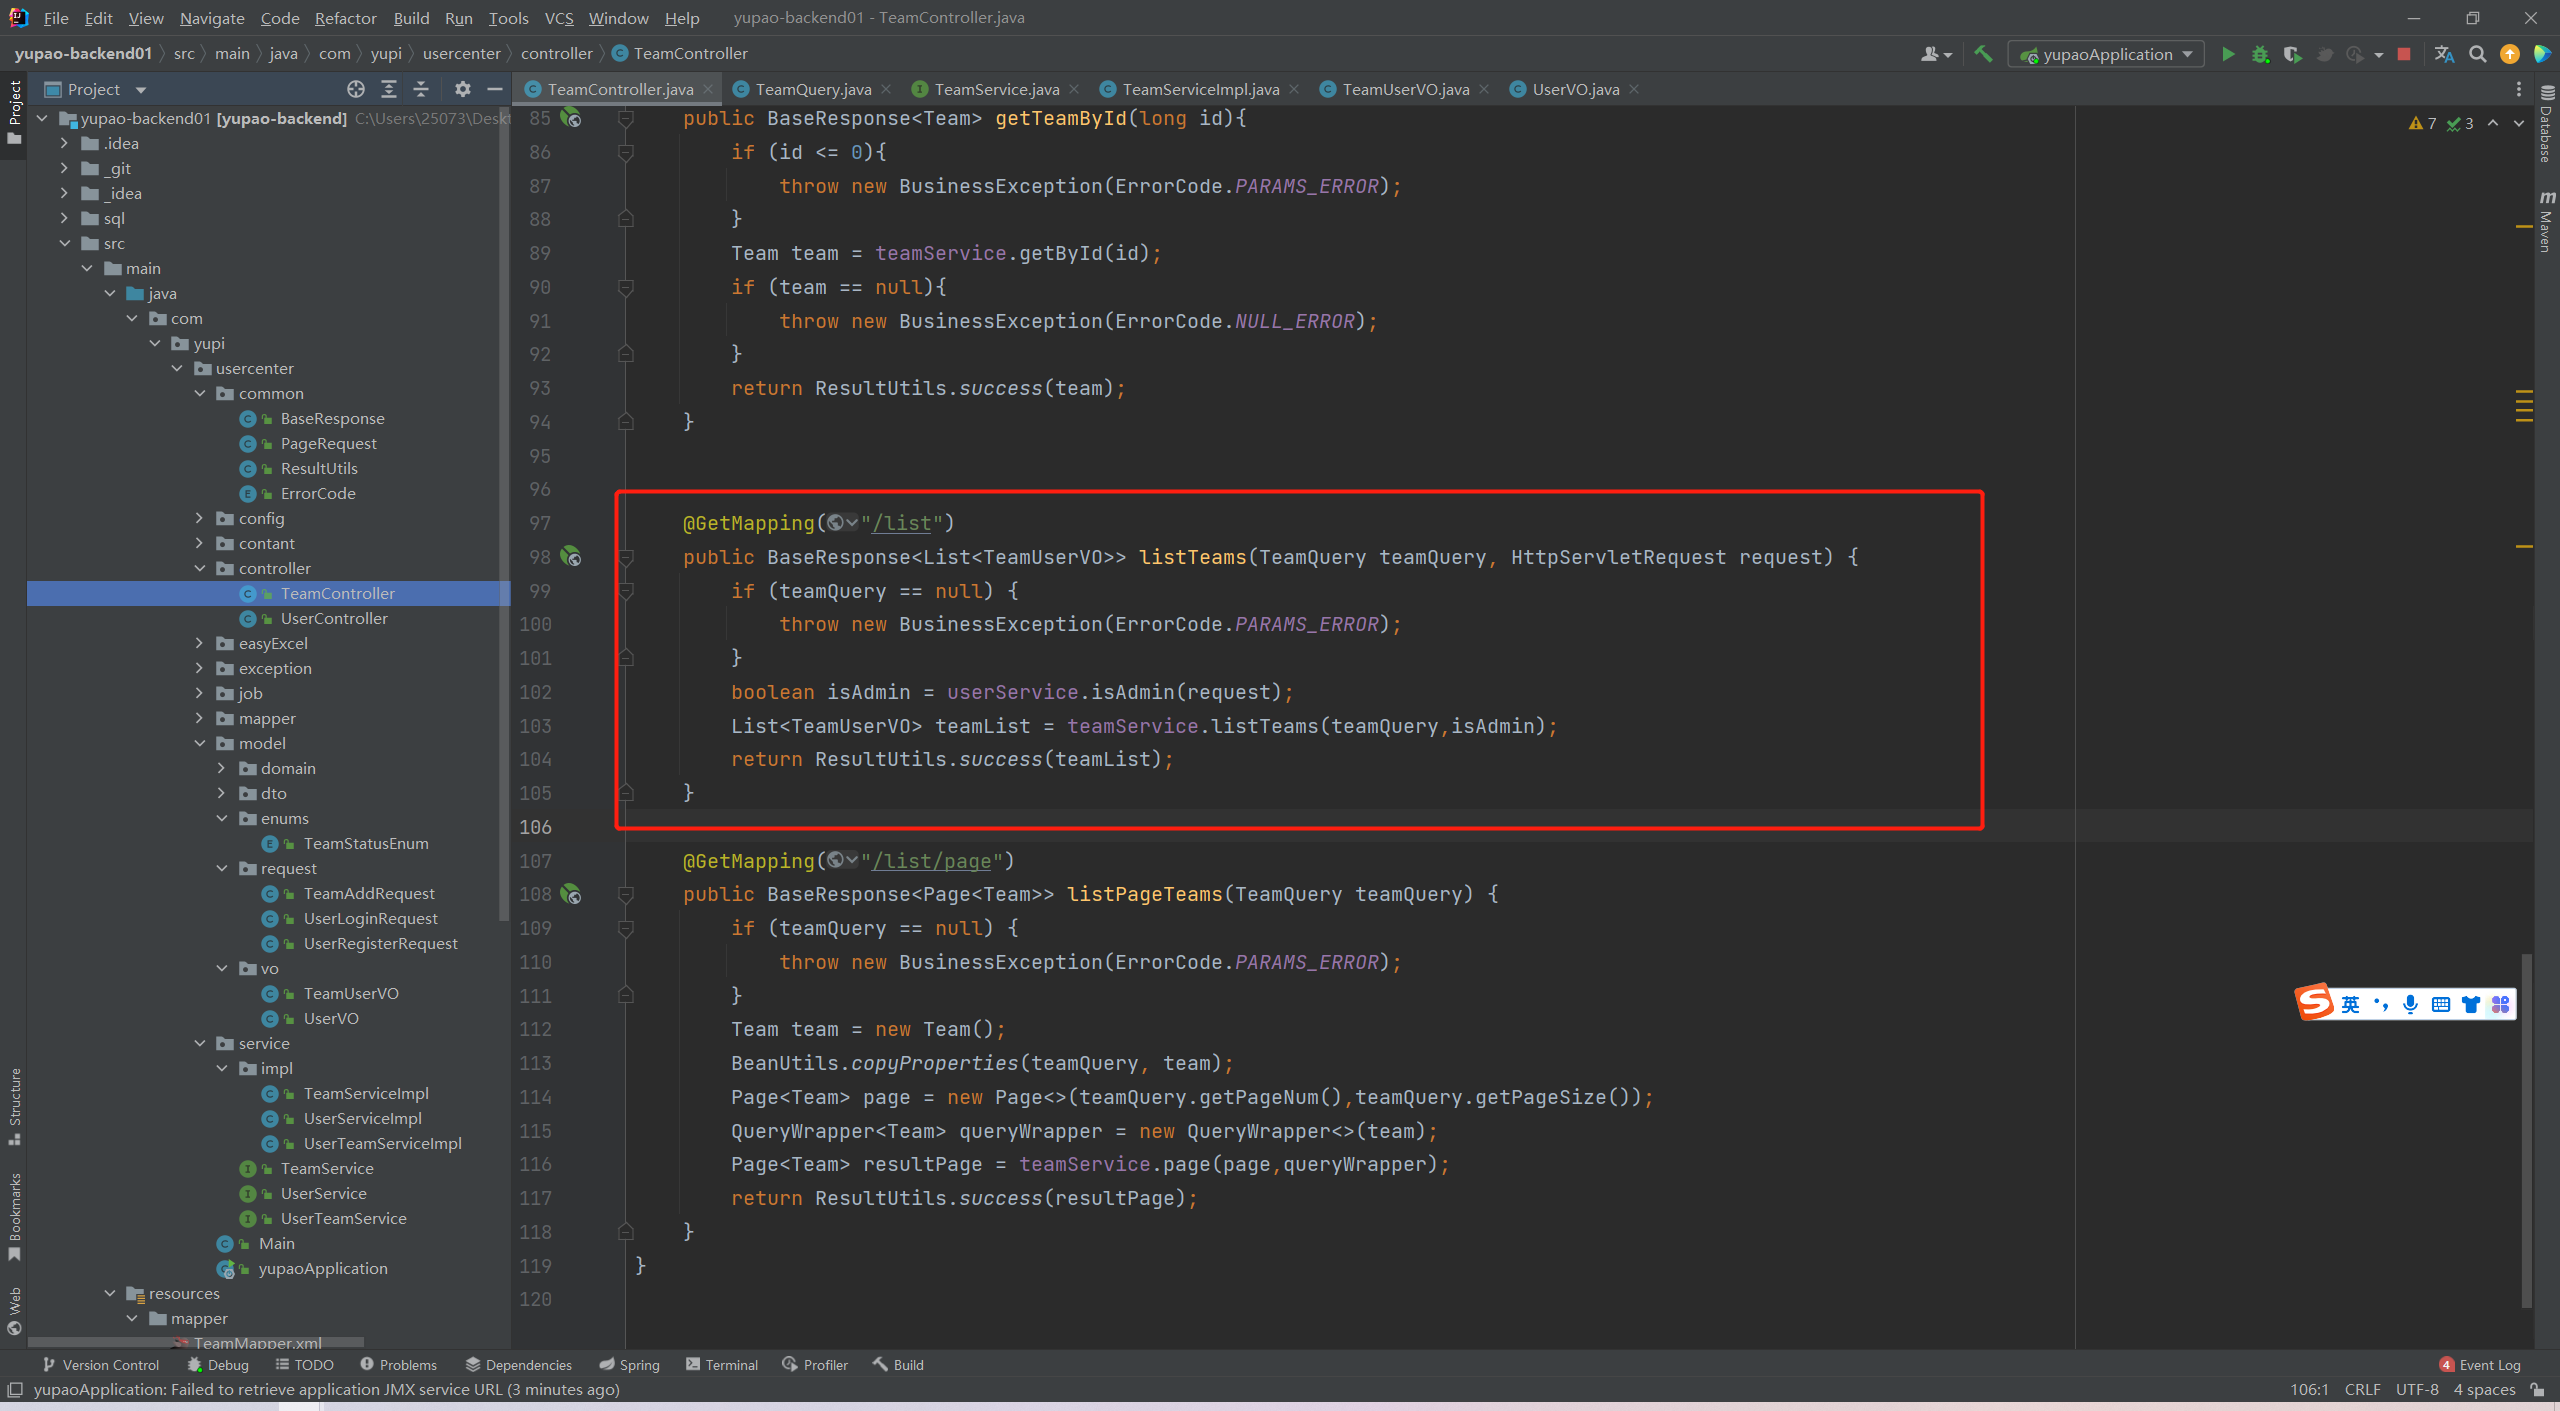 File Edit View Navigate Code Refactor Build Run Tools VCS Window Help yupao-backend01 - TeamController.java
yupao-backend01 src main java com yupi usercenter controller TeamController
yupaoApplication
Project
TeamController.java TeamQuery.java TeamService.java TeamServiceImpl.java TeamUserVO.java UserVO.java
Project
Structure
Bookmarks
Web
Database
m Maven
7 3
yupao-backend01 [yupao-backend] C:\Users\25073\Deskt
.idea
_git
_idea
sql
src
main
java
com
yupi
usercenter
common
BaseResponse
PageRequest
ResultUtils
ErrorCode
config
contant
controller
TeamController
UserController
easyExcel
exception
job
mapper
model
domain
dto
enums
TeamStatusEnum
request
TeamAddRequest
UserLoginRequest
UserRegisterRequest
vo
TeamUserVO
UserVO
service
impl
TeamServiceImpl
UserServiceImpl
UserTeamServiceImpl
TeamService
UserService
UserTeamService
Main
yupaoApplication
resources
mapper
TeamMapper.xml
85 public BaseResponse<Team> getTeamById(long id){
86 if (id <= 0){
87 throw new BusinessException(ErrorCode.PARAMS_ERROR);
88 }
89 Team team = teamService.getById(id);
90 if (team == null){
91 throw new BusinessException(ErrorCode.NULL_ERROR);
92 }
93 return ResultUtils.success(team);
94 }
95
96
97 @GetMapping("/list")
98 public BaseResponse<List<TeamUserVO>> listTeams(TeamQuery teamQuery, HttpServletRequest request) {
99 if (teamQuery == null) {
100 throw new BusinessException(ErrorCode.PARAMS_ERROR);
101 }
102 boolean isAdmin = userService.isAdmin(request);
103 List<TeamUserVO> teamList = teamService.listTeams(teamQuery,isAdmin);
104 return ResultUtils.success(teamList);
105 }
106
107 @GetMapping("/list/page")
108 public BaseResponse<Page<Team>> listPageTeams(TeamQuery teamQuery) {
109 if (teamQuery == null) {
110 throw new BusinessException(ErrorCode.PARAMS_ERROR);
111 }
112 Team team = new Team();
113 BeanUtils.copyProperties(teamQuery, team);
114 Page<Team> page = new Page<>(teamQuery.getPageNum(),teamQuery.getPageSize());
115 QueryWrapper<Team> queryWrapper = new QueryWrapper<>(team);
116 Page<Team> resultPage = teamService.page(page,queryWrapper);
117 return ResultUtils.success(resultPage);
118 }
119 }
120
英
Version Control Debug TODO Problems Dependencies Spring Terminal Profiler Build 4 Event Log
yupaoApplication: Failed to retrieve application JMX service URL (3 minutes ago) 106:1 CRLF UTF-8 4 spaces